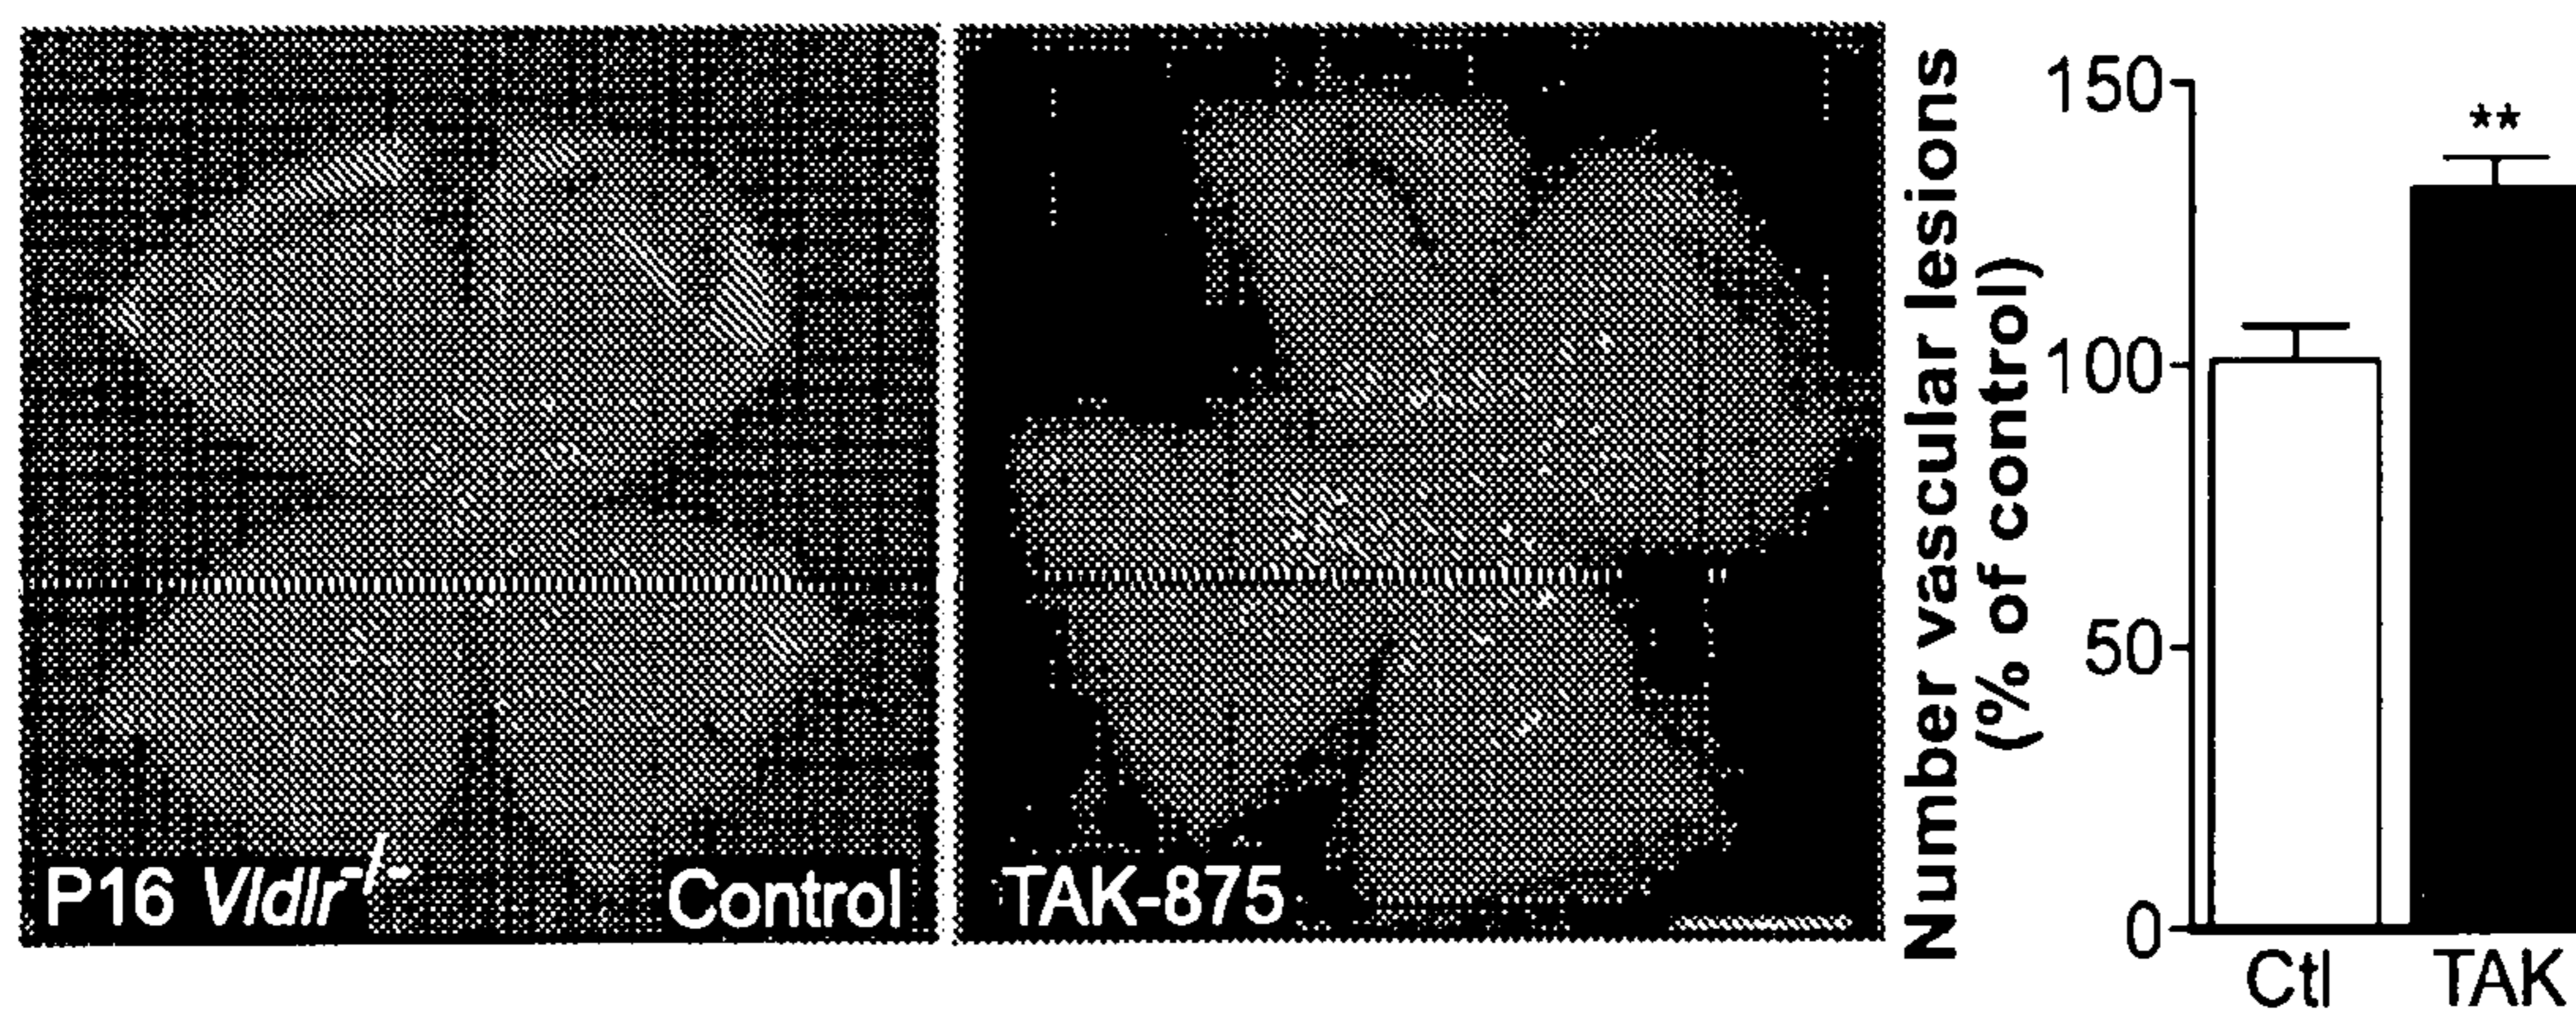 P16 Vldlr-/-
Control
TAK-875
Number vascular lesions
(% of control)
150
100
50
0
**
Ctl
TAK